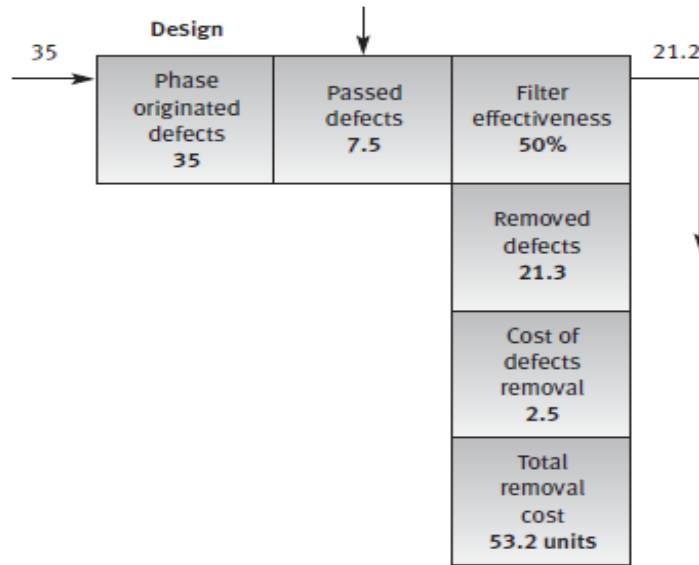 Design
35
21.2
Phase
originated
defects
35
Passed
defects
7.5
Filter
effectiveness
50%
Removed
defects
21.3
Cost of
defects
removal
2.5
Total
removal
cost
53.2 units